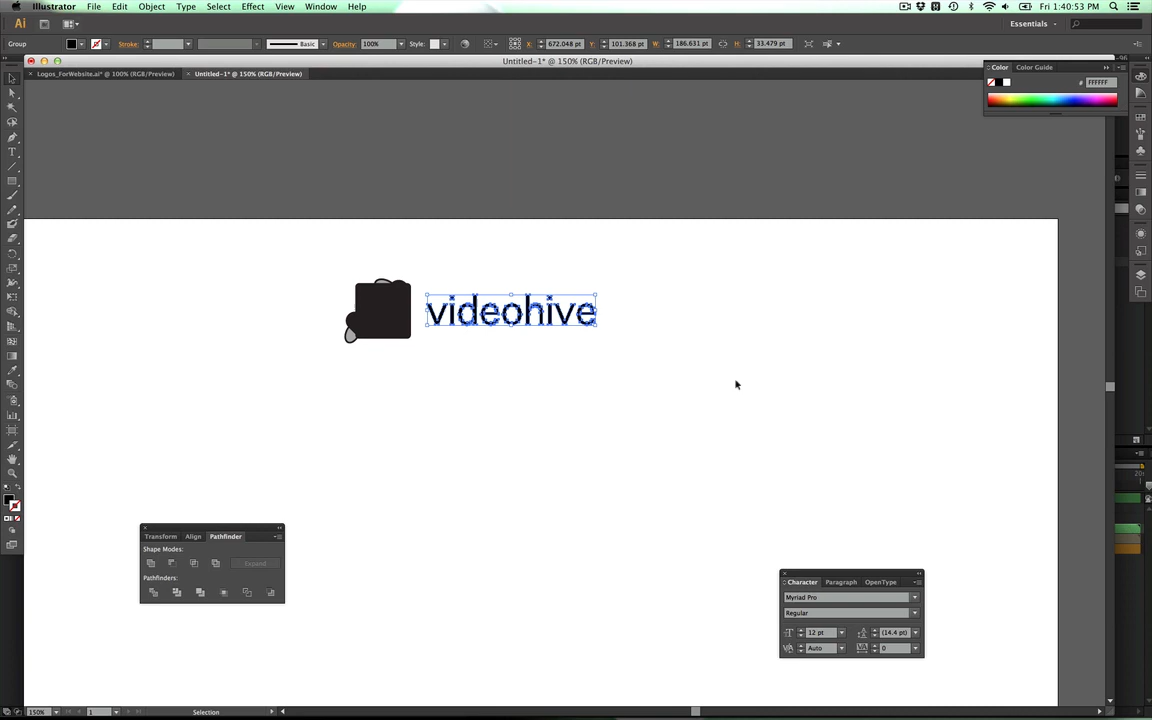 Illustrator File Edit Object Type Select Effect View Window Help
Fri 1:40:53 PM
Ai
Essentials
Group
Stroke:
Basic
Opacity: 100%
Style:
X: 672.048 pt
Y: 101.368 pt
W: 186.631 pt
H: 33.479 pt
Untitled-1* @ 150% (RGB/Preview)
× Logos_ForWebsite.ai* @ 100% (RGB/Preview)
× Untitled-1* @ 150% (RGB/Preview)
Color Color Guide
# FFFFFF
videohive
Transform Align Pathfinder
Shape Modes:
Expand
Pathfinders:
Character Paragraph OpenType
Myriad Pro
Regular
12 pt
(14.4 pt)
Auto
0
150%
1
Selection